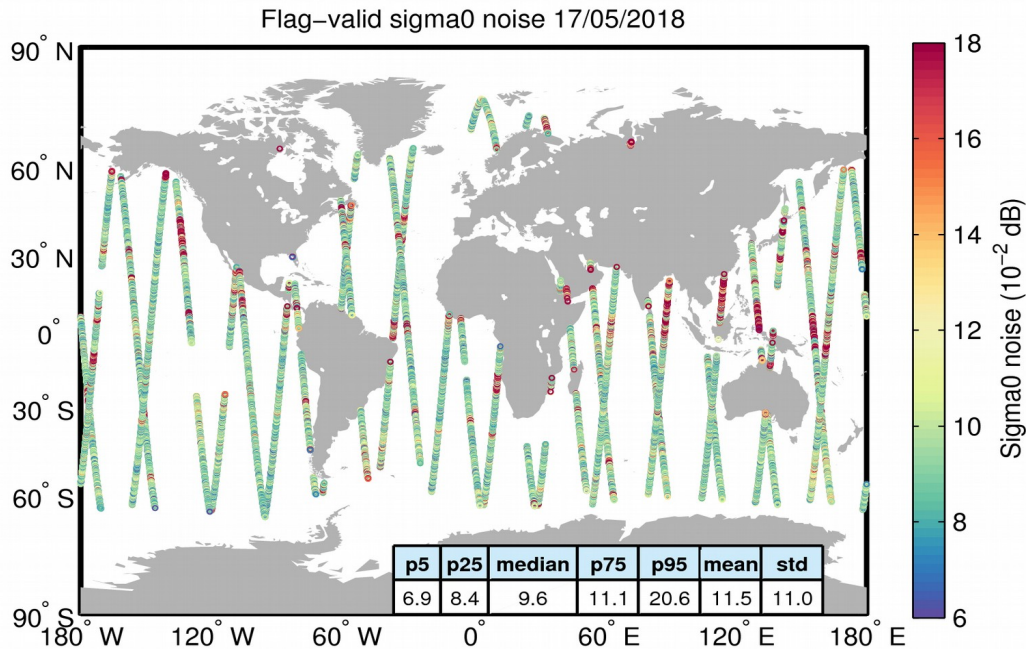 Flag−valid sigma0 noise 17/05/2018
90° N
60° N
30° N
0°
30° S
60° S
90° S
180° W 120° W 60° W 0° 60° E 120° E 180° E
p5 p25 median p75 p95 mean std
6.9 8.4 9.6 11.1 20.6 11.5 11.0
18
16
14
12
10
8
6
Sigma0 noise (10⁻² dB)